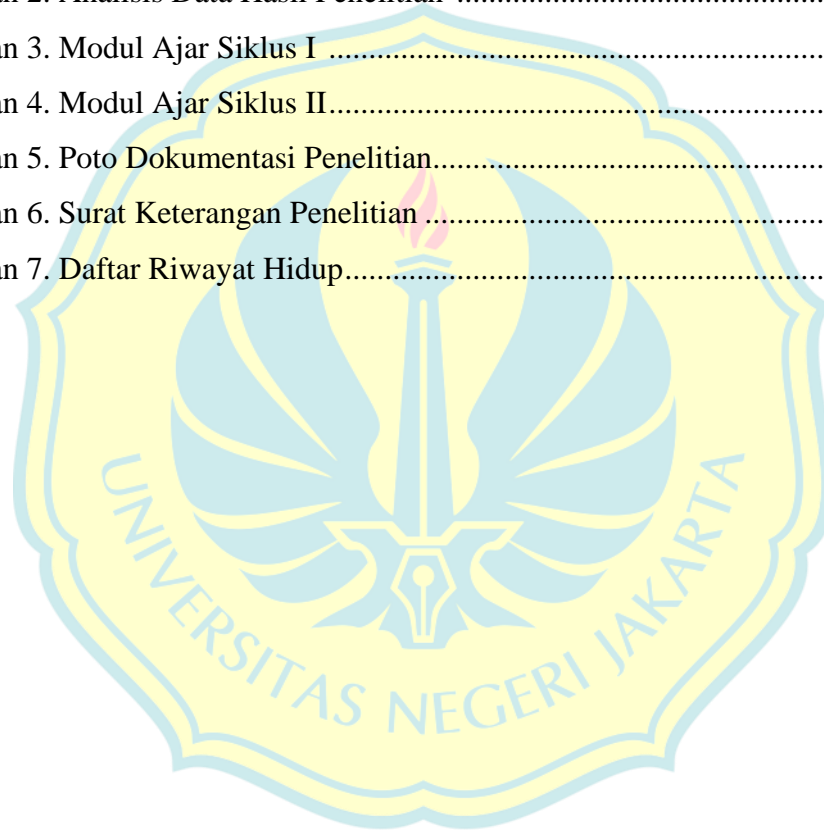 an 2. Analisis Data Hasil Penelitian ........................................................
an 3. Modul Ajar Siklus I ........................................................................
an 4. Modul Ajar Siklus II.......................................................................
an 5. Poto Dokumentasi Penelitian.........................................................
an 6. Surat Keterangan Penelitian ..........................................................
an 7. Daftar Riwayat Hidup.....................................................................
UNIVERSITAS NEGERI JAKARTA